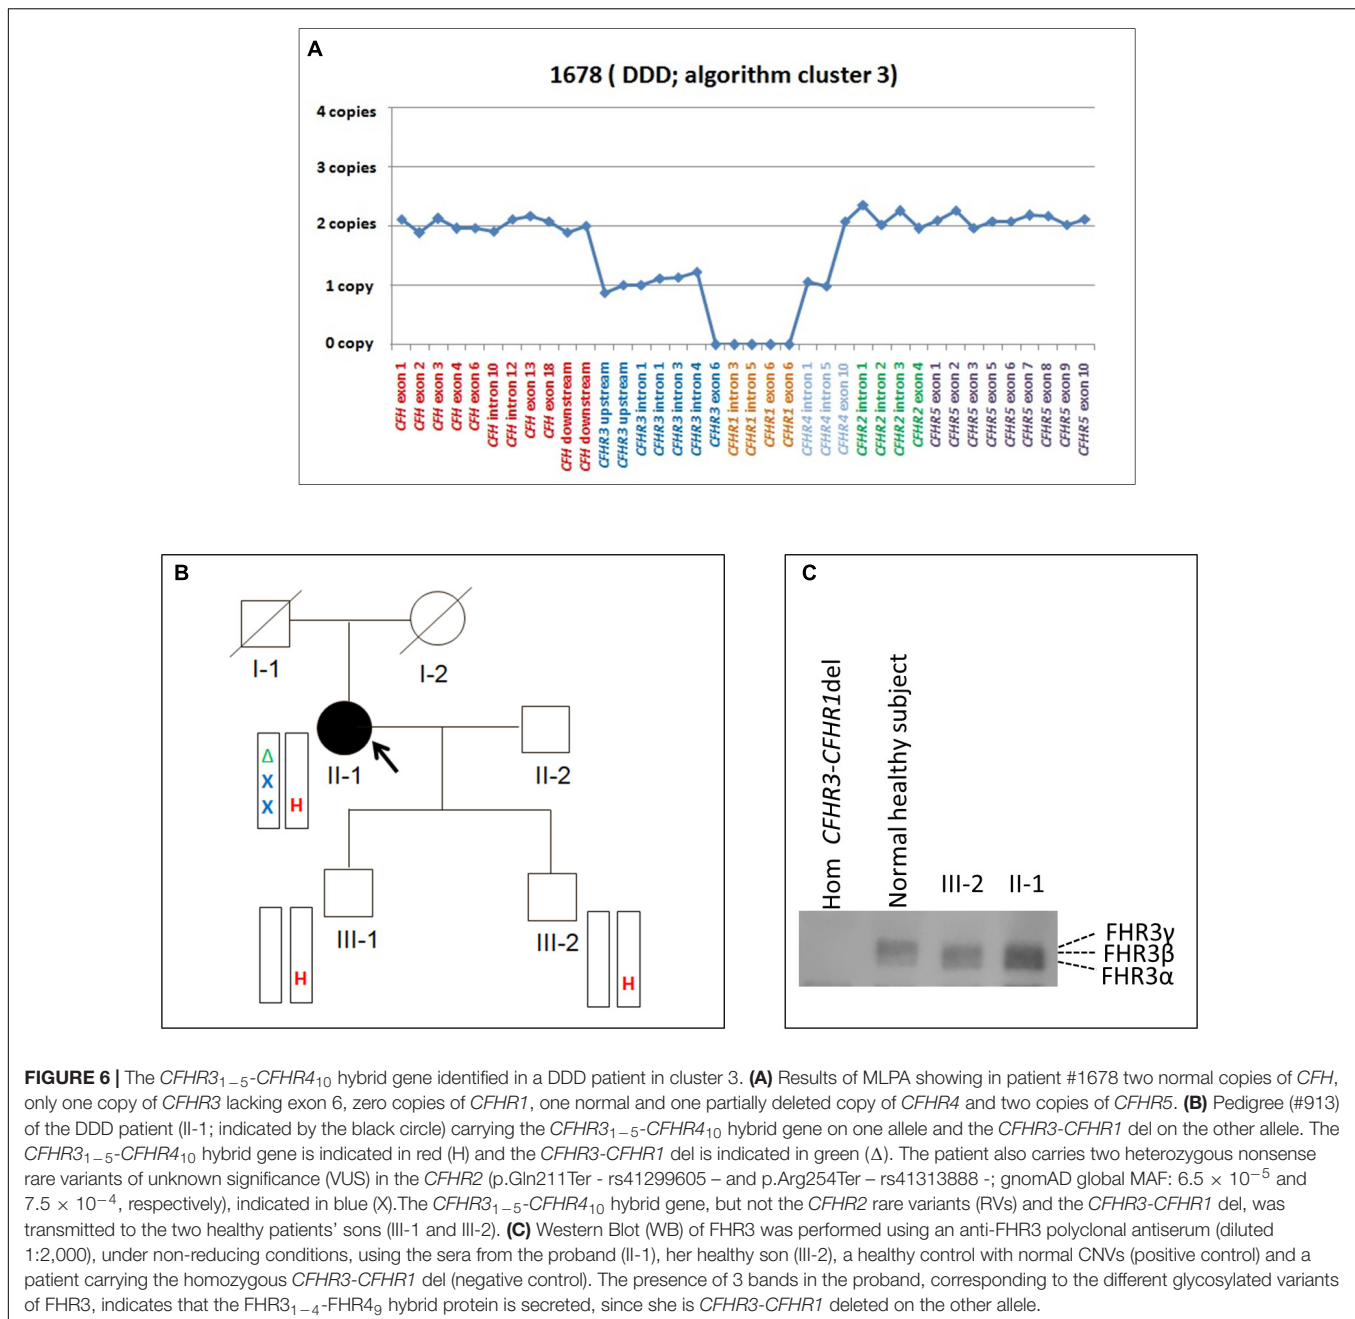 A
1678 ( DDD; algorithm cluster 3)
4 copies
3 copies
2 copies
1 copy
0 copy
CFH exon 1
CFH exon 2
CFH exon 3
CFH exon 4
CFH exon 6
CFH intron 10
CFH intron 12
CFH exon 13
CFH exon 18
CFH downstream
CFH downstream
CFHR3 upstream
CFHR3 upstream
CFHR3 intron 1
CFHR3 intron 1
CFHR3 intron 3
CFHR3 intron 4
CFHR3 exon 6
CFHR1 intron 3
CFHR1 intron 5
CFHR1 exon 6
CFHR1 exon 6
CFHR4 intron 1
CFHR4 intron 5
CFHR4 exon 10
CFHR2 intron 1
CFHR2 intron 2
CFHR2 intron 3
CFHR2 exon 4
CFHR5 exon 1
CFHR5 exon 2
CFHR5 exon 3
CFHR5 exon 5
CFHR5 exon 6
CFHR5 exon 7
CFHR5 exon 8
CFHR5 exon 9
CFHR5 exon 10
B
I-1
I-2
II-1
II-2
Δ
X
X
H
III-1
III-2
H
H
C
Hom CFHR3-CFHR1del
Normal healthy subject
III-2
II-1
FHR3γ
FHR3β
FHR3α
FIGURE 6 | The CFHR3₁₋₅-CFHR4₁₀ hybrid gene identified in a DDD patient in cluster 3. (A) Results of MLPA showing in patient #1678 two normal copies of CFH,
only one copy of CFHR3 lacking exon 6, zero copies of CFHR1, one normal and one partially deleted copy of CFHR4 and two copies of CFHR5. (B) Pedigree (#913)
of the DDD patient (II-1; indicated by the black circle) carrying the CFHR3₁₋₅-CFHR4₁₀ hybrid gene on one allele and the CFHR3-CFHR1 del on the other allele. The
CFHR3₁₋₅-CFHR4₁₀ hybrid gene is indicated in red (H) and the CFHR3-CFHR1 del is indicated in green (Δ). The patient also carries two heterozygous nonsense
rare variants of unknown significance (VUS) in the CFHR2 (p.Gln211Ter - rs41299605 – and p.Arg254Ter – rs41313888 -; gnomAD global MAF: 6.5 × 10⁻⁵ and
7.5 × 10⁻⁴, respectively), indicated in blue (X).The CFHR3₁₋₅-CFHR4₁₀ hybrid gene, but not the CFHR2 rare variants (RVs) and the CFHR3-CFHR1 del, was
transmitted to the two healthy patients' sons (III-1 and III-2). (C) Western Blot (WB) of FHR3 was performed using an anti-FHR3 polyclonal antiserum (diluted
1:2,000), under non-reducing conditions, using the sera from the proband (II-1), her healthy son (III-2), a healthy control with normal CNVs (positive control) and a
patient carrying the homozygous CFHR3-CFHR1 del (negative control). The presence of 3 bands in the proband, corresponding to the different glycosylated variants
of FHR3, indicates that the FHR3₁₋₄-FHR4₉ hybrid protein is secreted, since she is CFHR3-CFHR1 deleted on the other allele.